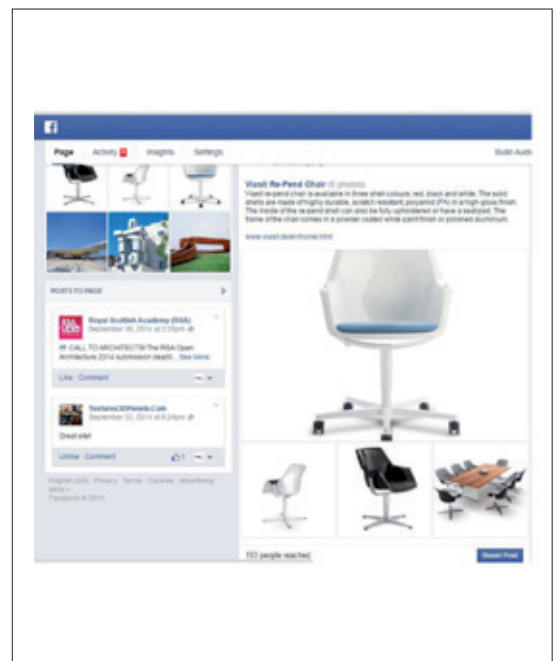 f
Page Activity Insights Settings Build Audi
POSTS TO PAGE
Royal Scottish Academy (RSA)
September 30, 2014 at 2:35pm
!!! CALL TO ARCHITECTS! The RSA Open
Architecture 2014 submission deadli... See More
Like Comment
Textures3DPanels.Com
September 22, 2014 at 6:24pm
Great site!
Unlike Comment 1
English (US) Privacy Terms Cookies Advertising
More
Facebook © 2015
Viasit Re-Pend Chair (6 photos)
Viasit re-pend chair is available in three shell colours, red, black and white. The solid
shells are made of highly durable, scratch resistant, polyamid (PA) in a high-gloss finish.
The inside of the re-pend shell can also be fully upholstered or have a seatpad. The
frame of the chair comes in a powder coated white paint finish or polished aluminium.
www.viasit.de/en/home.html
people reached
Boost Post